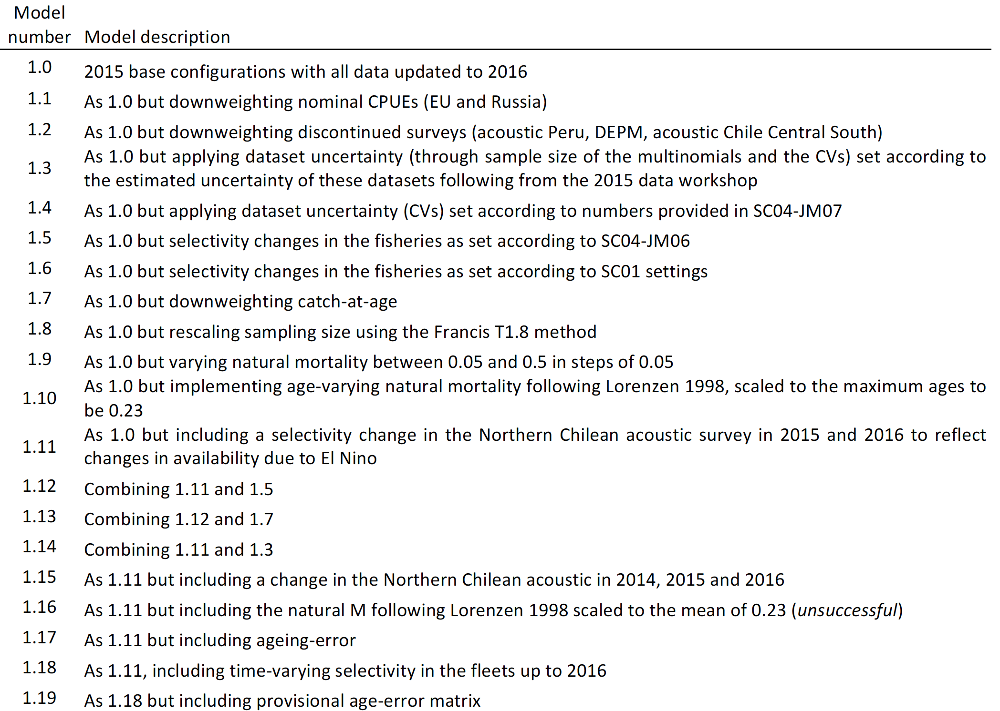 Model
number Model description
1.0 2015 base configurations with all data updated to 2016
1.1 As 1.0 but downweighting nominal CPUEs (EU and Russia)
1.2 As 1.0 but downweighting discontinued surveys (acoustic Peru, DEPM, acoustic Chile Central South)
1.3 As 1.0 but applying dataset uncertainty (through sample size of the multinomials and the CVs) set according to
the estimated uncertainty of these datasets following from the 2015 data workshop
1.4 As 1.0 but applying dataset uncertainty (CVs) set according to numbers provided in SC04-JM07
1.5 As 1.0 but selectivity changes in the fisheries as set according to SC04-JM06
1.6 As 1.0 but selectivity changes in the fisheries as set according to SC01 settings
1.7 As 1.0 but downweighting catch-at-age
1.8 As 1.0 but rescaling sampling size using the Francis T1.8 method
1.9 As 1.0 but varying natural mortality between 0.05 and 0.5 in steps of 0.05
1.10 As 1.0 but implementing age-varying natural mortality following Lorenzen 1998, scaled to the maximum ages to
be 0.23
1.11 As 1.0 but including a selectivity change in the Northern Chilean acoustic survey in 2015 and 2016 to reflect
changes in availability due to El Nino
1.12 Combining 1.11 and 1.5
1.13 Combining 1.12 and 1.7
1.14 Combining 1.11 and 1.3
1.15 As 1.11 but including a change in the Northern Chilean acoustic in 2014, 2015 and 2016
1.16 As 1.11 but including the natural M following Lorenzen 1998 scaled to the mean of 0.23 (unsuccessful)
1.17 As 1.11 but including ageing-error
1.18 As 1.11, including time-varying selectivity in the fleets up to 2016
1.19 As 1.18 but including provisional age-error matrix